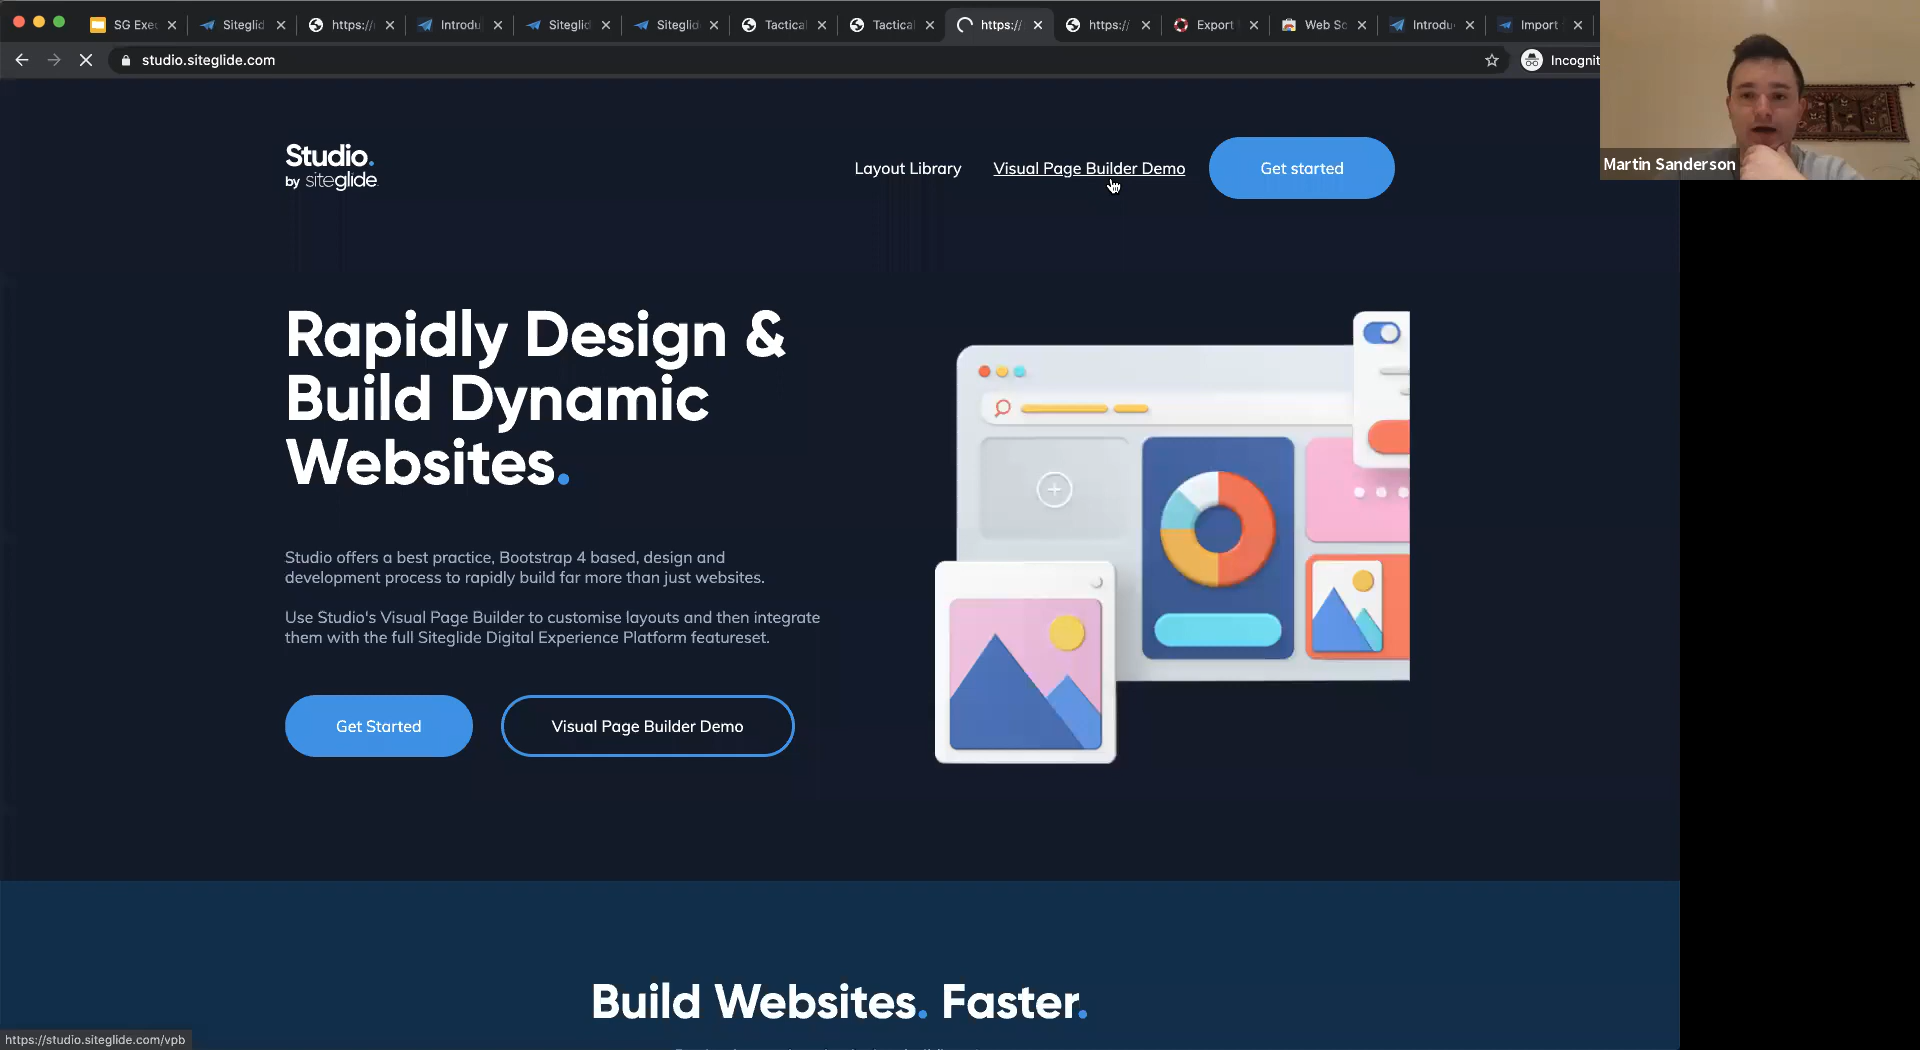 SG Exec
Siteglid
https://
Introdu
Siteglid
Siteglid
Tactical
Tactical
https://
https://
Export
Web Sc
Introdu
Import
studio.siteglide.com
Incognit
Martin Sanderson
Studio.
by siteglide.
Layout Library
Visual Page Builder Demo
Get started
Rapidly Design &
Build Dynamic
Websites.
Studio offers a best practice, Bootstrap 4 based, design and
development process to rapidly build far more than just websites.
Use Studio's Visual Page Builder to customise layouts and then integrate
them with the full Siteglide Digital Experience Platform featureset.
Get Started
Visual Page Builder Demo
Build Websites. Faster.
https://studio.siteglide.com/vpb